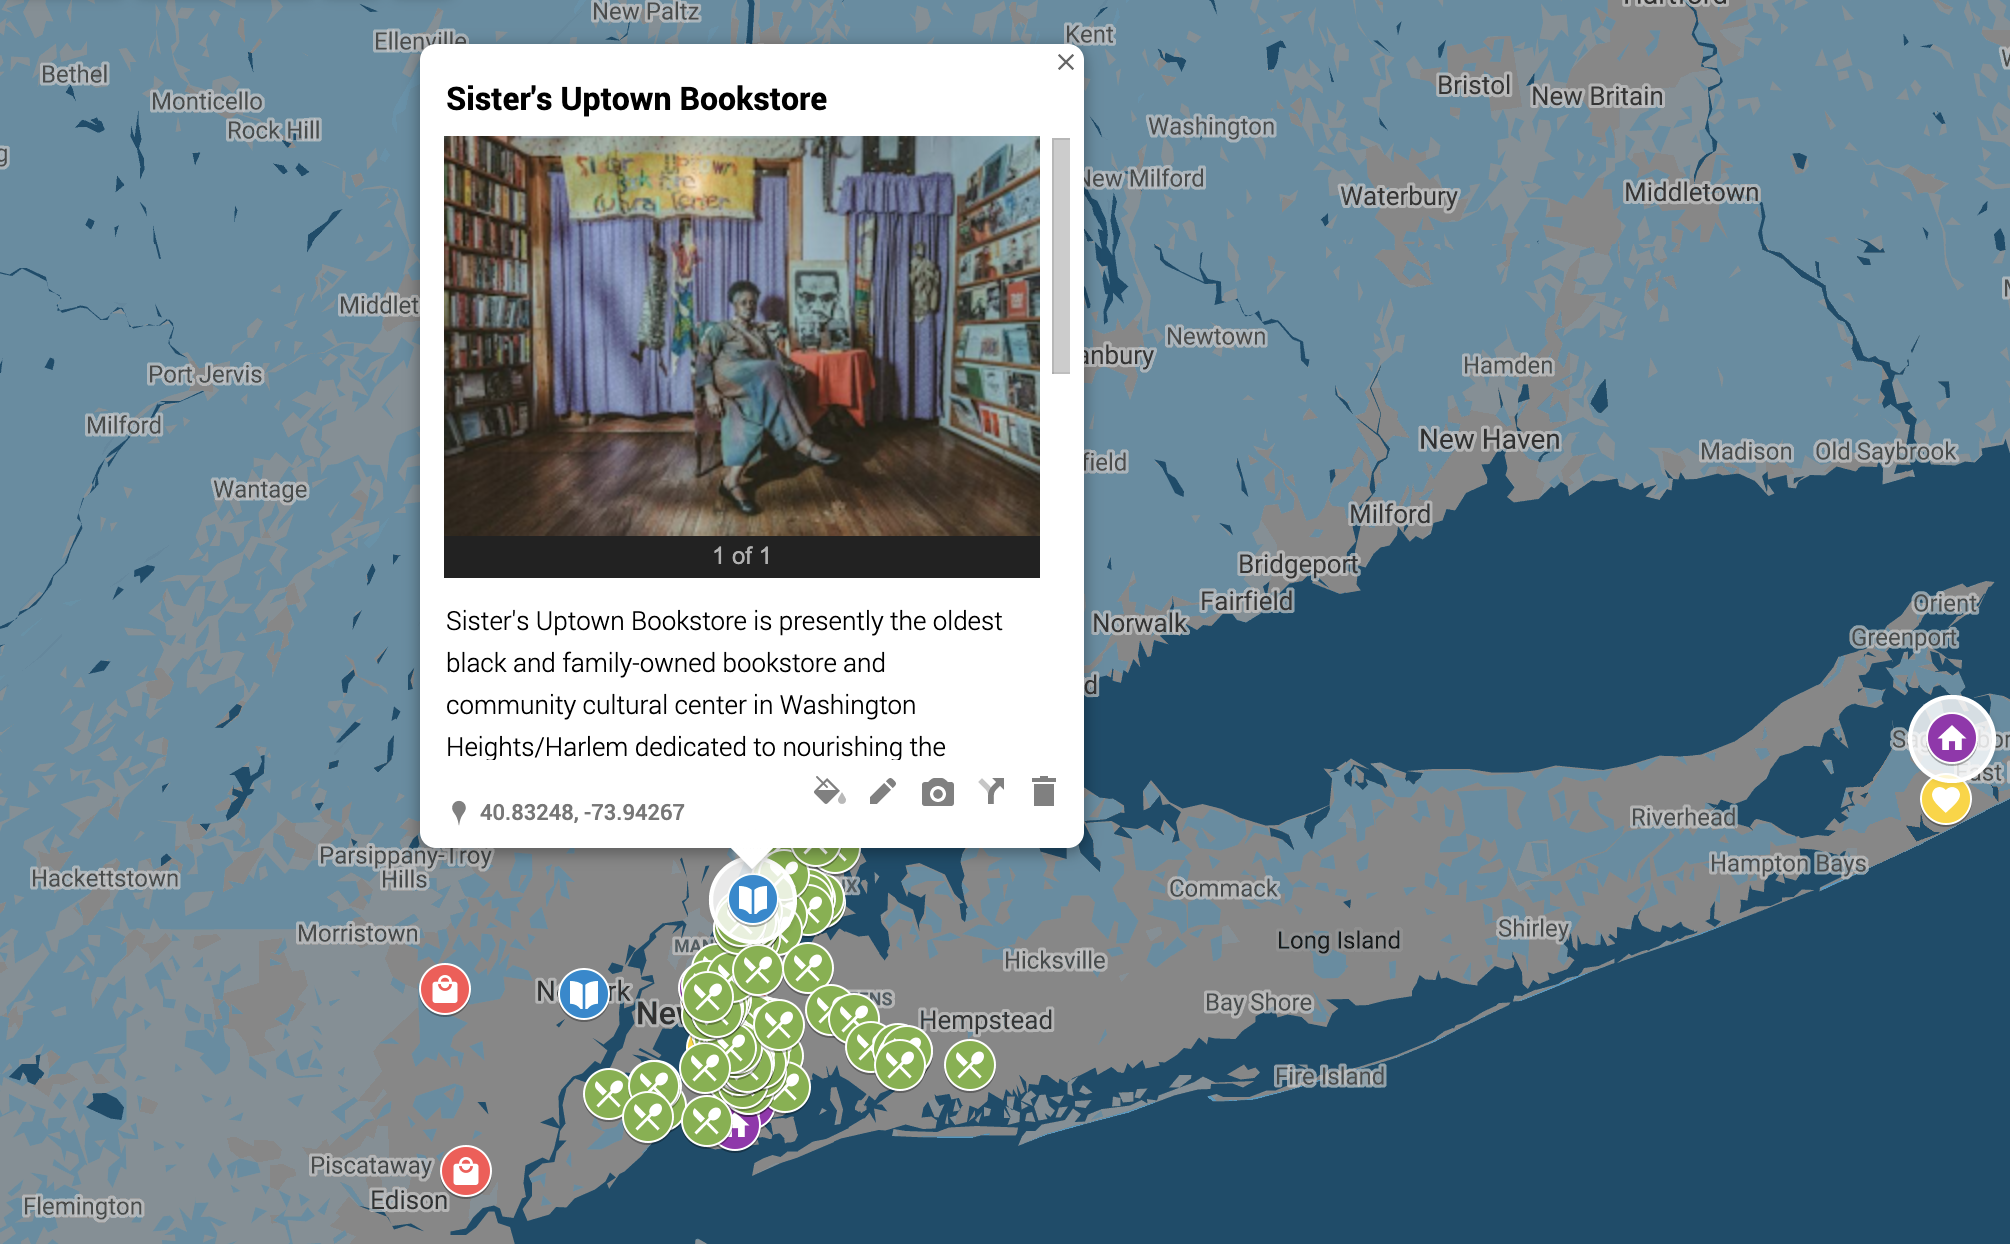 New Paltz
Hartford
Ellenville
Kent
Bethel
Monticello
Rock Hill
Bristol
New Britain
Washington
New Milford
Waterbury
Middletown
Sister's Uptown Bookstore
1 of 1
Sister's Uptown Bookstore is presently the oldest
black and family-owned bookstore and
community cultural center in Washington
Heights/Harlem dedicated to nourishing the
40.83248, -73.94267
Middlet
anbury
Newtown
Hamden
Port Jervis
Milford
New Haven
Madison
Old Saybrook
field
Wantage
Milford
Bridgeport
Fairfield
Norwalk
d
Orient
Greenport
Riverhead
Hampton Bays
Parsippany-Troy
Hills
Hackettstown
Commack
Morristown
Long Island
Shirley
Hicksville
Bay Shore
Hempstead
Fire Island
Piscataway
Edison
Flemington